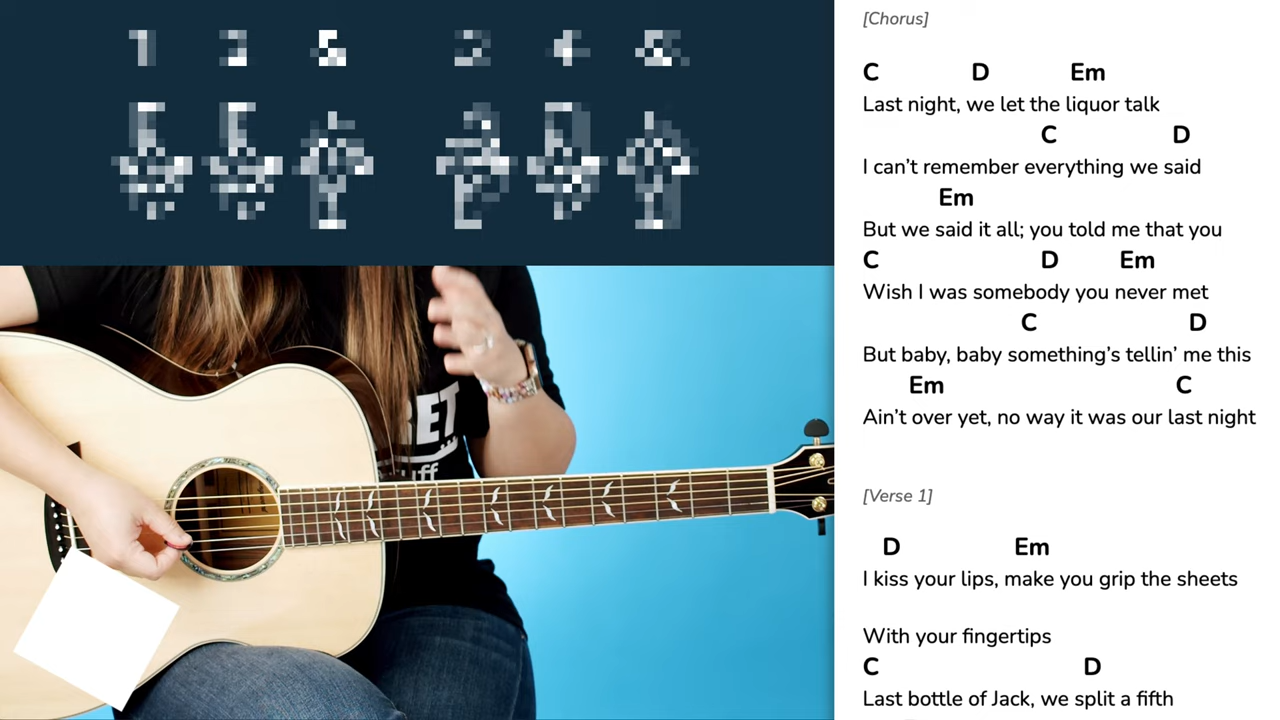 [Chorus]
C D Em
Last night, we let the liquor talk
C D
I can’t remember everything we said
Em
But we said it all; you told me that you
C D Em
Wish I was somebody you never met
C D
But baby, baby something’s tellin’ me this
Em C
Ain’t over yet, no way it was our last night
[Verse 1]
D Em
I kiss your lips, make you grip the sheets
With your fingertips
C D
Last bottle of Jack, we split a fifth